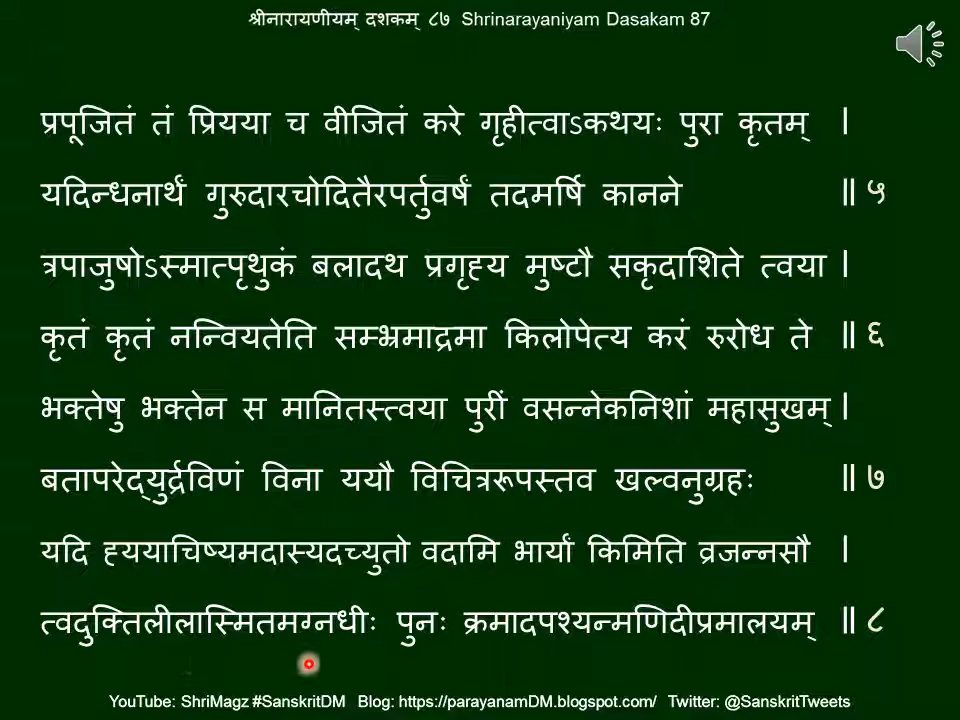 श्रीनारायणीयम् दशकम् ८७ Shrinarayaniyam Dasakam 87
प्रपूजितं तं प्रियया च वीजितं करे गृहीत्वाऽकथयः पुरा कृतम् ।
यदिन्धनार्थं गुरुदारचोदितैरपर्तुवर्षं तदमर्षि कानने ॥ ५
त्रपाजुषोऽस्मात्पृथुकं बलादथ प्रगृह्य मुष्टौ सकृदाशिते त्वया ।
कृतं कृतं नन्वियतेति सम्भ्रमाद्रमा किलोपेत्य करं रुरोध ते ॥ ६
भक्तेषु भक्तेन स मानितस्त्वया पुरीं वसन्नेकनिशां महासुखम् ।
बतापरेद्युर्द्रविणं विना ययौ विचित्ररूपस्तव खल्वनुग्रहः ॥ ७
यदि ह्ययाचिष्यमदास्यदच्युतो वदामि भार्यां किमिति व्रजन्नसौ ।
त्वदुक्तिलीलास्मितमग्नधीः पुनः क्रमादपश्यन्मणिदीप्रमालयम् ॥ ८
YouTube: ShriMagz #SanskritDM Blog: https://parayanamDM.blogspot.com/ Twitter: @SanskritTweets